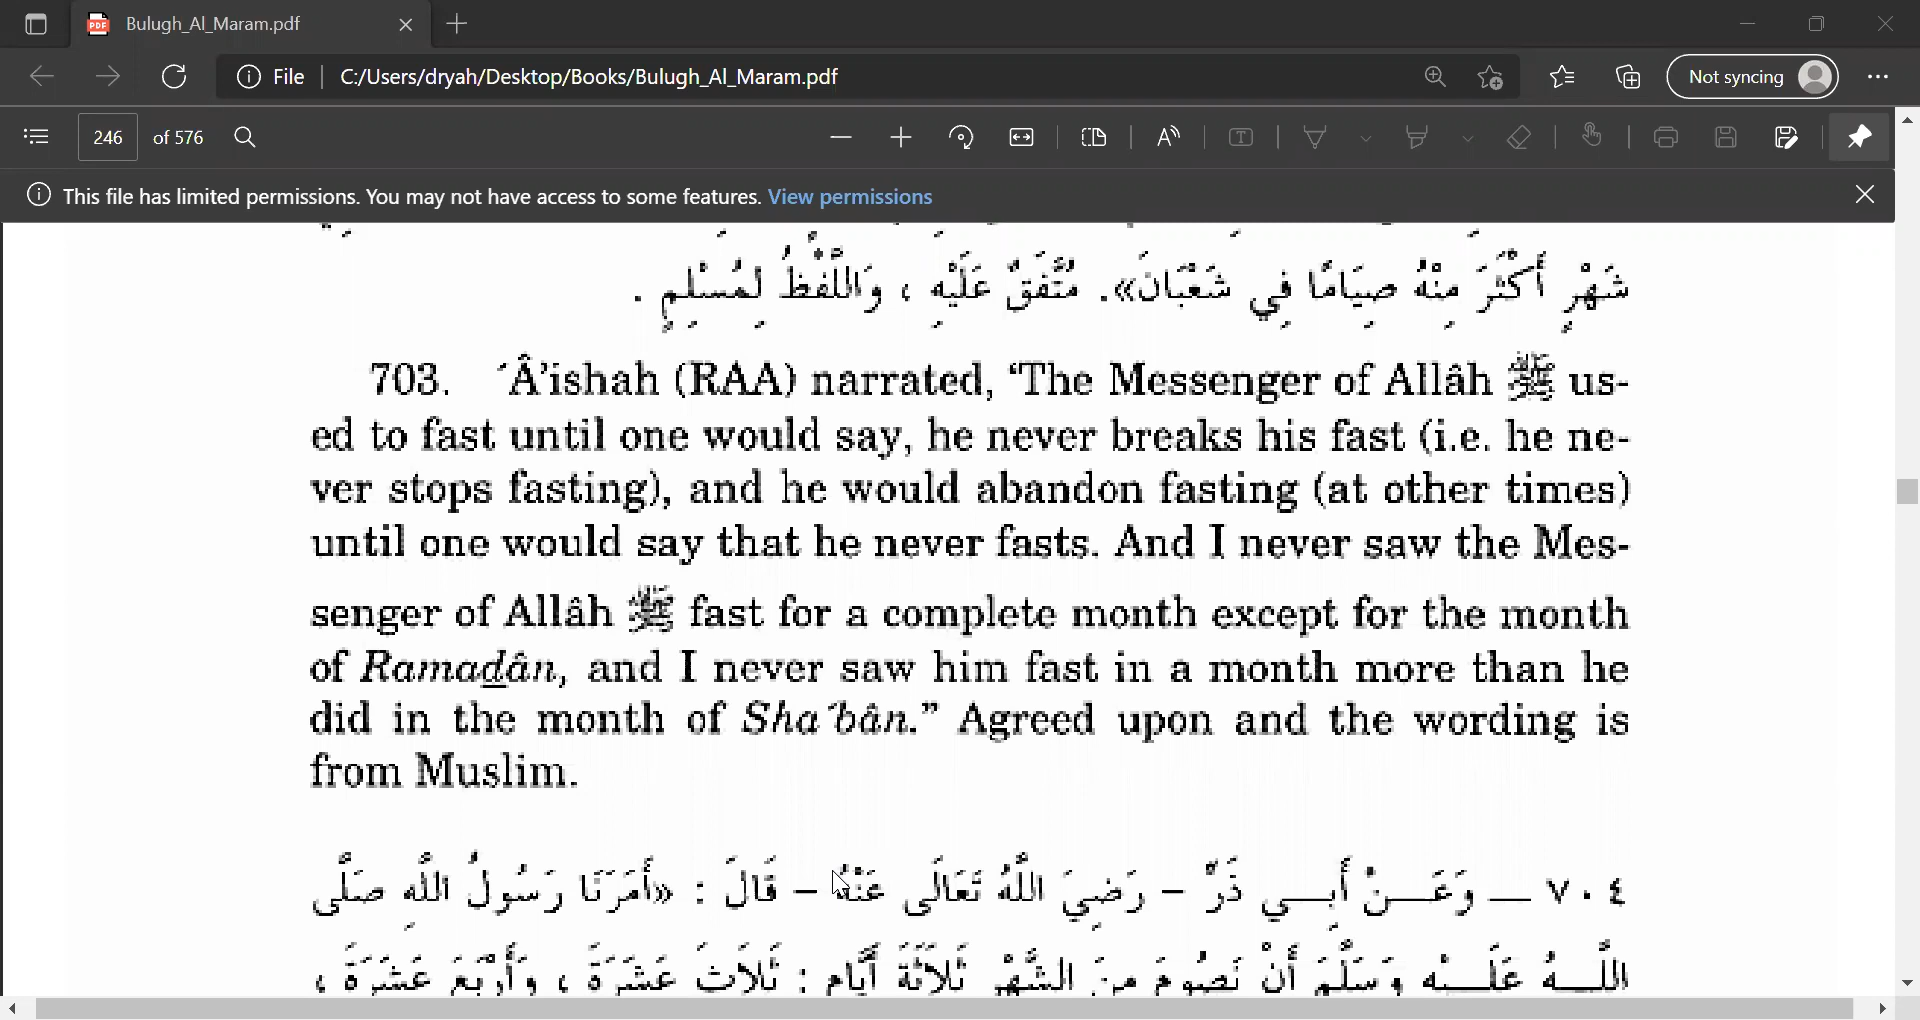 Bulugh_Al_Maram.pdf
File C:/Users/dryah/Desktop/Books/Bulugh_Al_Maram.pdf
Not syncing
246 of 576
This file has limited permissions. You may not have access to some features. View permissions
شَهْرٍ أَكْثَرَ مِنْهُ صِيَامًا فِي شَعْبَانَ». مُتَّفَقٌ عَلَيْهِ ، وَاللَّفْظُ لِمُسْلِمٍ .
703. ´Â’ishah (RAA) narrated, ‘The Messenger of Allâh ﷺ us-
ed to fast until one would say, he never breaks his fast (i.e. he ne-
ver stops fasting), and he would abandon fasting (at other times)
until one would say that he never fasts. And I never saw the Mes-
senger of Allâh ﷺ fast for a complete month except for the month
of Ramadân, and I never saw him fast in a month more than he
did in the month of Sha´bân.” Agreed upon and the wording is
from Muslim.
٧٠٤ — وَعَــنْ أَبِــي ذَرٍّ – رَضِيَ اللَّهُ تَعَالَى عَنْهُ – قَالَ : «أَمَرَنَا رَسُولُ اللَّهِ صَلَّى
اللَّــهُ عَلَــيْهِ وَسَلَّمَ أَنْ نَصُومَ مِنَ الشَّهْرِ ثَلاَثَةَ أَيَّامٍ : ثَلاَثَ عَشَرَةَ ، وَأَرْبَعَ عَشَرَةَ ،